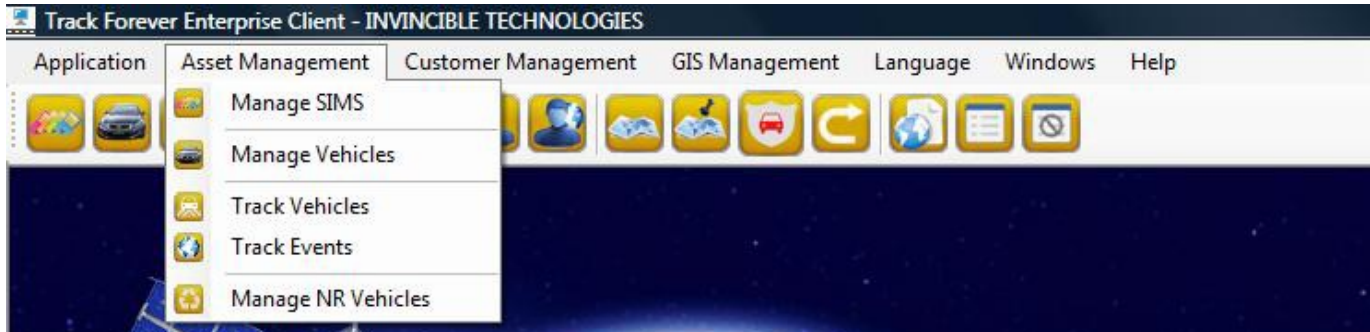 Track Forever Enterprise Client - INVINCIBLE TECHNOLOGIES
Application Asset Management Customer Management GIS Management Language Windows Help
Manage SIMS
Manage Vehicles
Track Vehicles
Track Events
Manage NR Vehicles